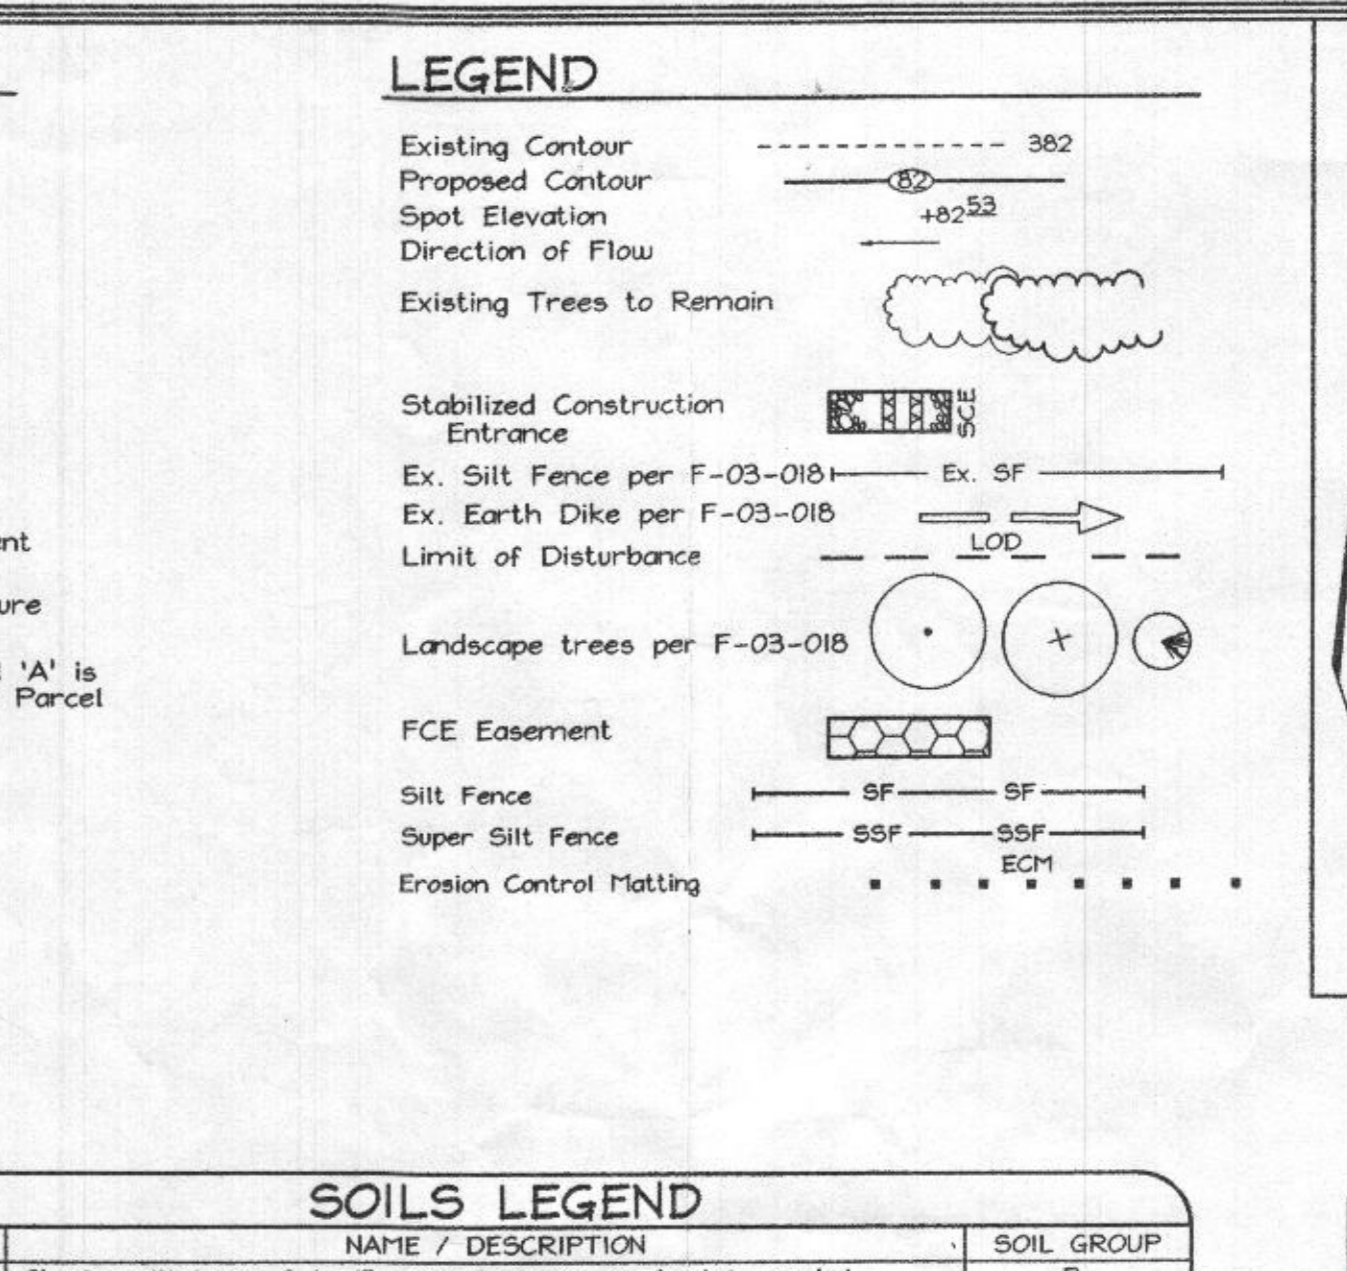 LEGEND
Existing Contour 382
Proposed Contour 82
Spot Elevation +82 53
Direction of Flow
Existing Trees to Remain
Stabilized Construction
Entrance
SCE
Ex. Silt Fence per F-03-018 Ex. SF
Ex. Earth Dike per F-03-018
LOD
Limit of Disturbance
Landscape trees per F-03-018
FCE Easement
Silt Fence SF SF
Super Silt Fence SSF SSF
ECM
Erosion Control Matting
'A' is
Parcel
SOILS LEGEND
NAME / DESCRIPTION SOIL GROUP